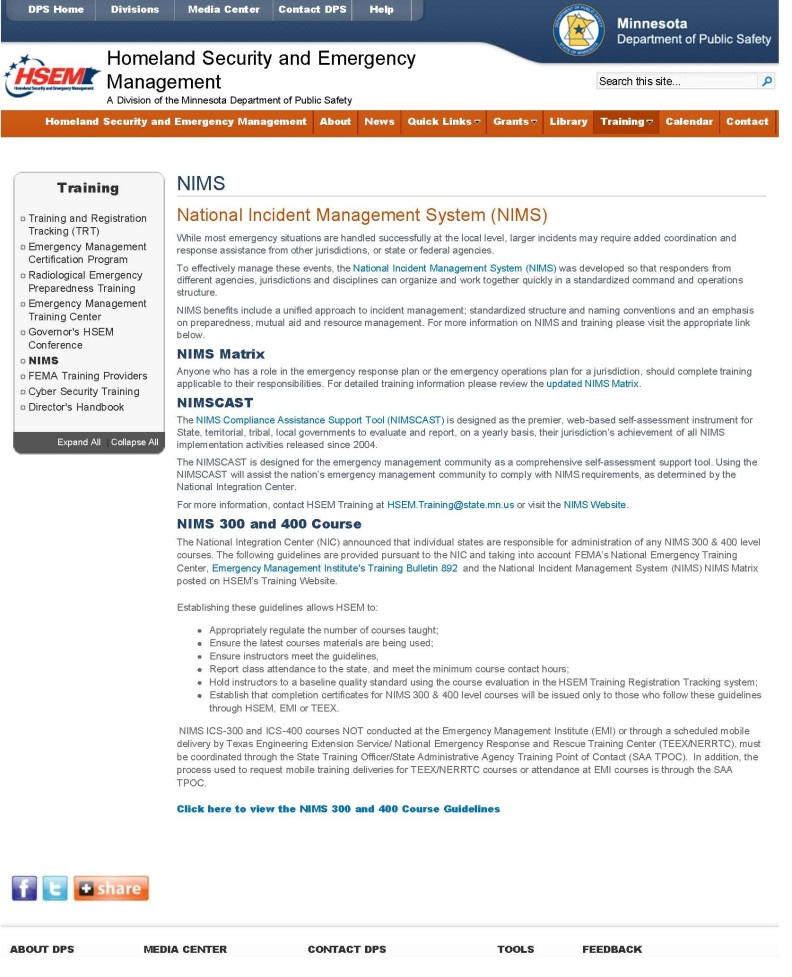 DPS Home Divisions Media Center Contact DPS Help
Minnesota
Department of Public Safety
HSEM
Homeland Security and Emergency Management
Homeland Security and Emergency
Management
A Division of the Minnesota Department of Public Safety
Search this site...
Homeland Security and Emergency Management About News Quick Links Grants Library Training Calendar Contact
Training
Training and Registration
Tracking (TRT)
Emergency Management
Certification Program
Radiological Emergency
Preparedness Training
Emergency Management
Training Center
Governor's HSEM
Conference
NIMS
FEMA Training Providers
Cyber Security Training
Director's Handbook
Expand All | Collapse All
NIMS
National Incident Management System (NIMS)
While most emergency situations are handled successfully at the local level, larger incidents may require added coordination and
response assistance from other jurisdictions, or state or federal agencies.
To effectively manage these events, the National Incident Management System (NIMS) was developed so that responders from
different agencies, jurisdictions and disciplines can organize and work together quickly in a standardized command and operations
structure.
NIMS benefits include a unified approach to incident management; standardized structure and naming conventions and an emphasis
on preparedness, mutual aid and resource management. For more information on NIMS and training please visit the appropriate link
below.
NIMS Matrix
Anyone who has a role in the emergency response plan or the emergency operations plan for a jurisdiction, should complete training
applicable to their responsibilities. For detailed training information please review the updated NIMS Matrix.
NIMSCAST
The NIMS Compliance Assistance Support Tool (NIMSCAST) is designed as the premier, web-based self-assessment instrument for
State, territorial, tribal, local governments to evaluate and report, on a yearly basis, their jurisdiction's achievement of all NIMS
implementation activities released since 2004.
The NIMSCAST is designed for the emergency management community as a comprehensive self-assessment support tool. Using the
NIMSCAST will assist the nation's emergency management community to comply with NIMS requirements, as determined by the
National Integration Center.
For more information, contact HSEM Training at HSEM.Training@state.mn.us or visit the NIMS Website.
NIMS 300 and 400 Course
The National Integration Center (NIC) announced that individual states are responsible for administration of any NIMS 300 & 400 level
courses. The following guidelines are provided pursuant to the NIC and taking into account FEMA's National Emergency Training
Center, Emergency Management Institute's Training Bulletin 892 and the National Incident Management System (NIMS) NIMS Matrix
posted on HSEM's Training Website.
Establishing these guidelines allows HSEM to:
Appropriately regulate the number of courses taught;
Ensure the latest courses materials are being used;
Ensure instructors meet the guidelines,
Report class attendance to the state, and meet the minimum course contact hours;
Hold instructors to a baseline quality standard using the course evaluation in the HSEM Training Registration Tracking system;
Establish that completion certificates for NIMS 300 & 400 level courses will be issued only to those who follow these guidelines
through HSEM, EMI or TEEX.
NIMS ICS-300 and ICS-400 courses NOT conducted at the Emergency Management Institute (EMI) or through a scheduled mobile
delivery by Texas Engineering Extension Service/ National Emergency Response and Rescue Training Center (TEEX/NERRTC), must
be coordinated through the State Training Officer/State Administrative Agency Training Point of Contact (SAA TPOC). In addition, the
process used to request mobile training deliveries for TEEX/NERRTC courses or attendance at EMI courses is through the SAA
TPOC.
Click here to view the NIMS 300 and 400 Course Guidelines
f t + share
ABOUT DPS MEDIA CENTER CONTACT DPS TOOLS FEEDBACK